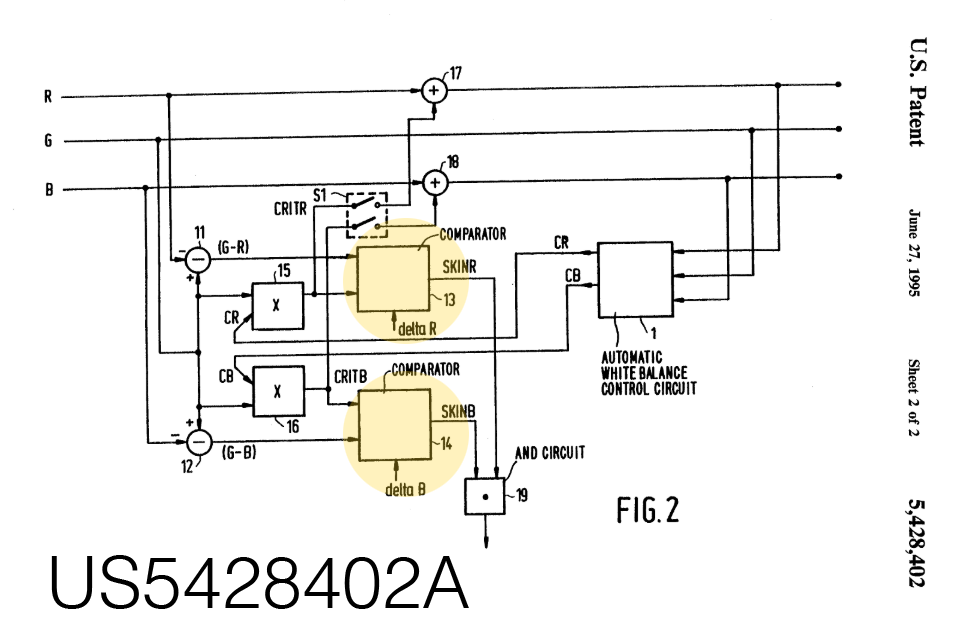 R
G
B
17
18
S1
CRITR
11
(G-R)
-
+
15
X
CR
COMPARATOR
SKINR
13
delta R
CR
CB
1
AUTOMATIC
WHITE BALANCE
CONTROL CIRCUIT
CB
X
16
CRITB
COMPARATOR
SKINB
14
delta B
+
-
12
(G-B)
AND CIRCUIT
19
FIG. 2
U.S. Patent
June 27, 1995
Sheet 2 of 2
5,428,402
US5428402A